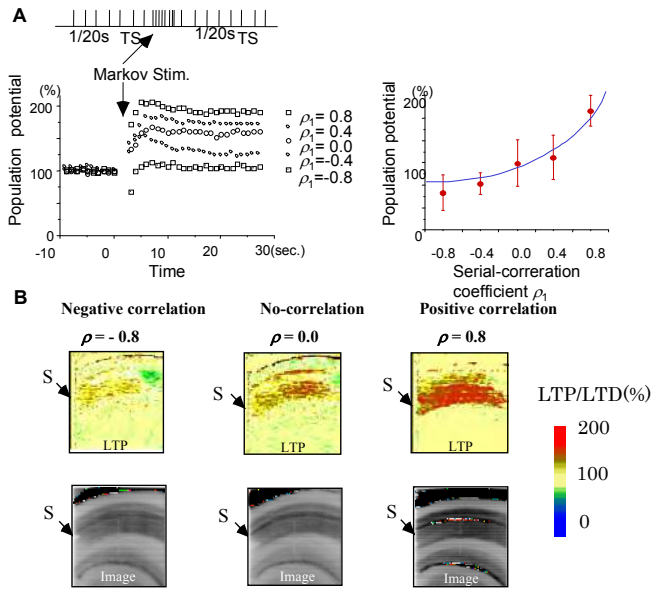 A
1/20s TS 1/20s TS
Markov Stim.
(%)
200
100
0
Population potential
-10 0 10 20 30(sec.)
Time
ρ1= 0.8
ρ1= 0.4
ρ1= 0.0
ρ1=-0.4
ρ1=-0.8
(%)
200
100
0
Population potential
-0.8 -0.4 0.0 0.4 0.8
Serial-correration
coefficient ρ1
B
Negative correlation No-correlation Positive correlation
ρ = - 0.8 ρ = 0.0 ρ = 0.8
S S S
LTP LTP LTP
LTP/LTD(%)
200
100
0
S S S
Image Image Image